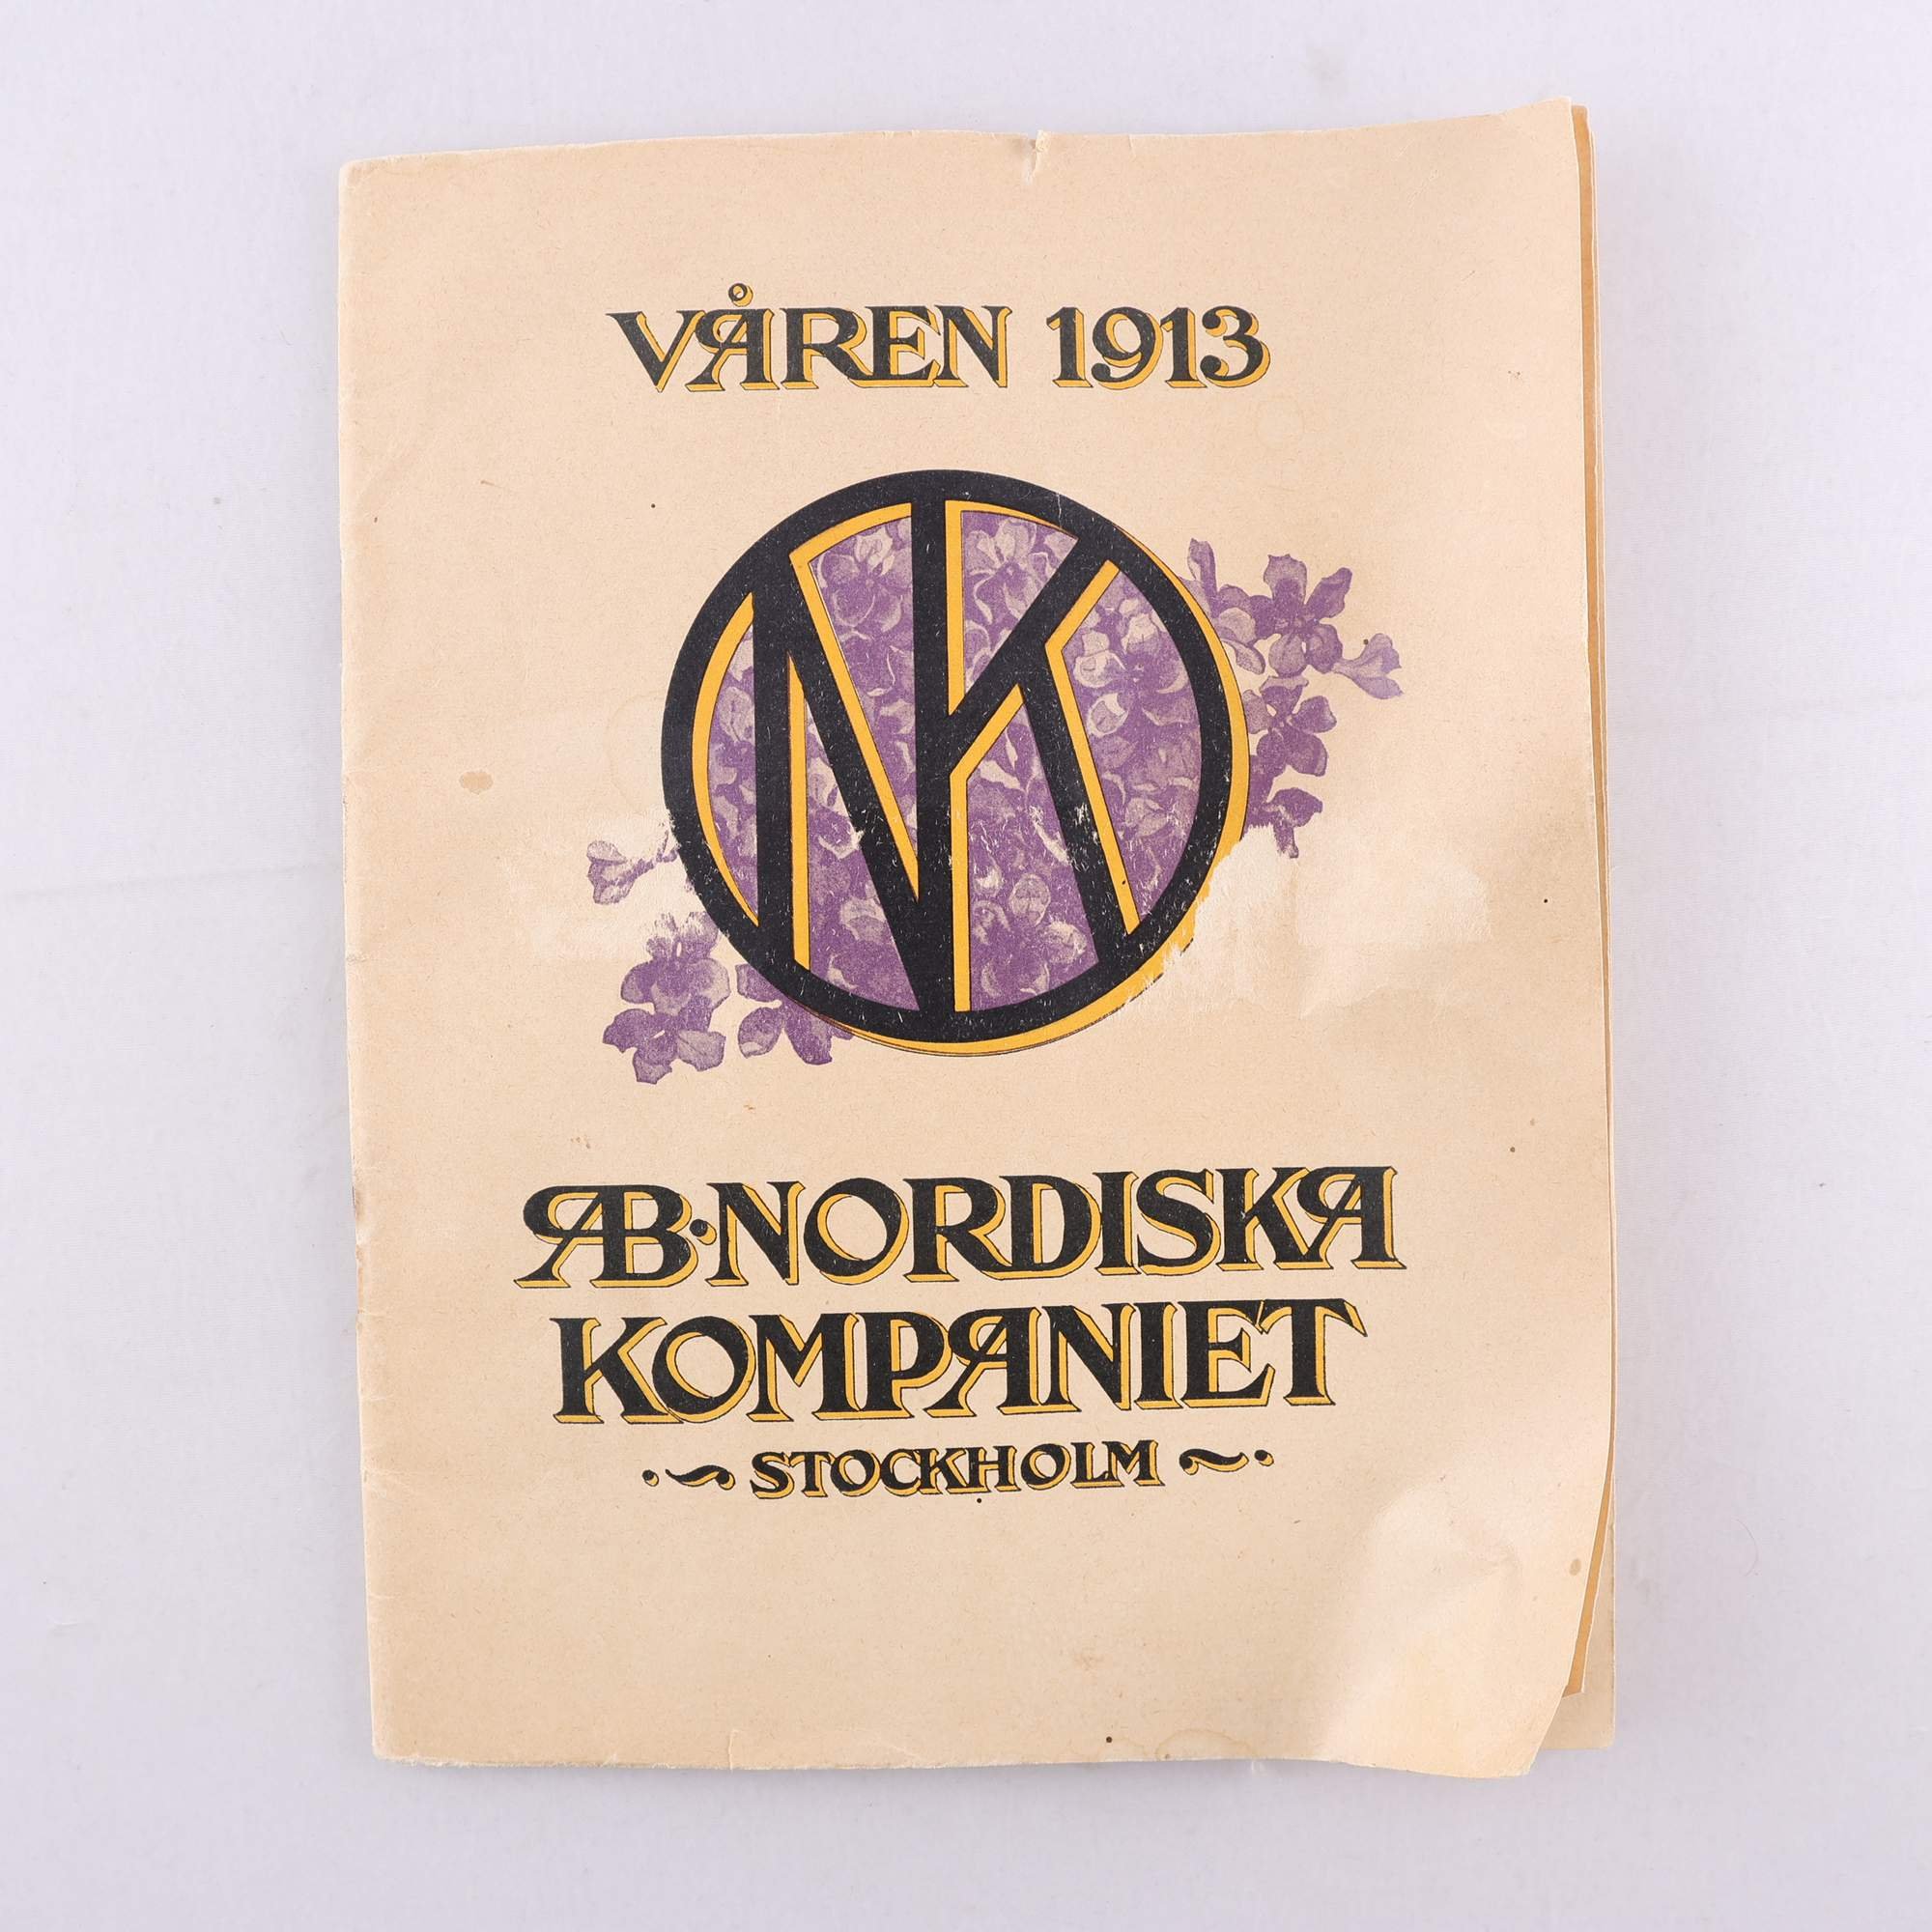 VÅREN 1913
NK
AB·NORDISKA
KOMPANIET
·~STOCKHOLM~·